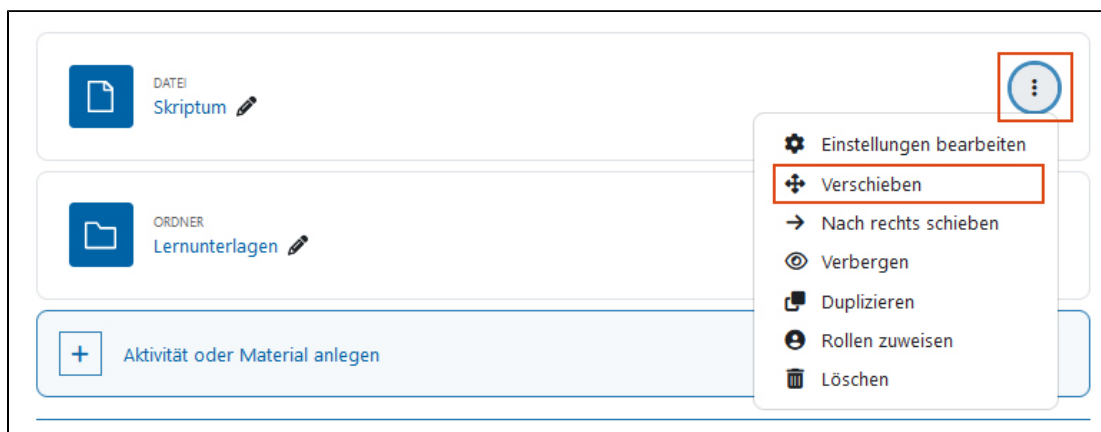 DATEI
Skriptum
Einstellungen bearbeiten
Verschieben
Nach rechts schieben
Verbergen
Duplizieren
Rollen zuweisen
Löschen
ORDNER
Lernunterlagen
Aktivität oder Material anlegen